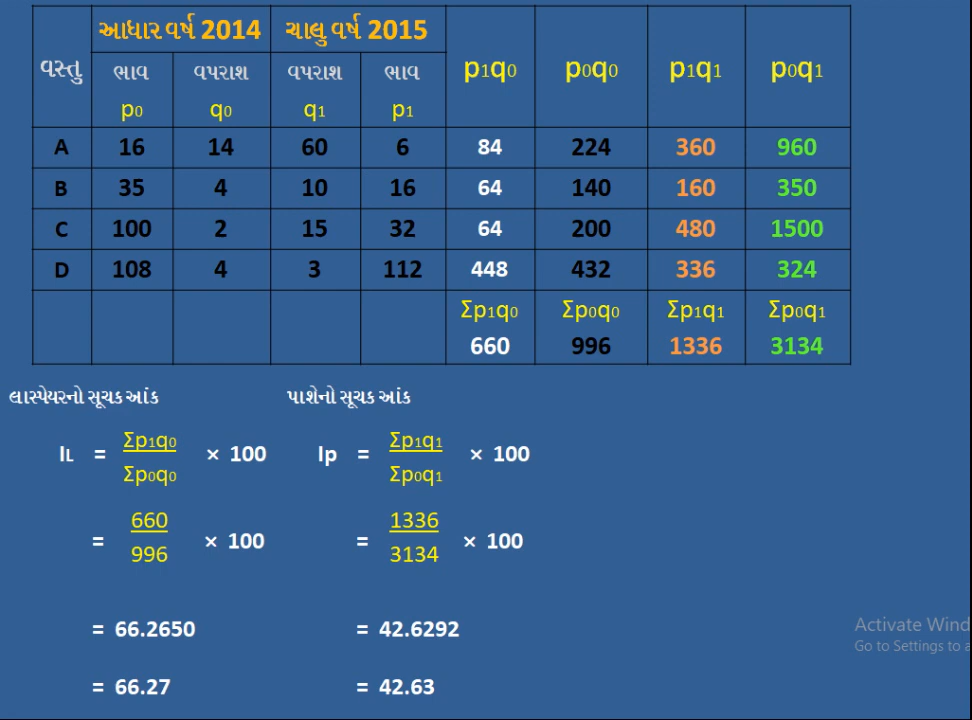 આધાર વર્ષ 2014 ચાલુ વર્ષ 2015
વસ્તુ ભાવ વપરાશ વપરાશ ભાવ p1q0 p0q0 p1q1 p0q1
p0 q0 q1 p1
A 16 14 60 6 84 224 360 960
B 35 4 10 16 64 140 160 350
C 100 2 15 32 64 200 480 1500
D 108 4 3 112 448 432 336 324
Σp1q0 Σp0q0 Σp1q1 Σp0q1
660 996 1336 3134
લાસ્પેયરનો સૂચક આંક પાશેનો સૂચક આંક
IL = Σp1q0 × 100 Ip = Σp1q1 × 100
Σp0q0 Σp0q1
= 660 × 100 = 1336 × 100
996 3134
= 66.2650 = 42.6292
= 66.27 = 42.63
Activate Wind
Go to Settings to a